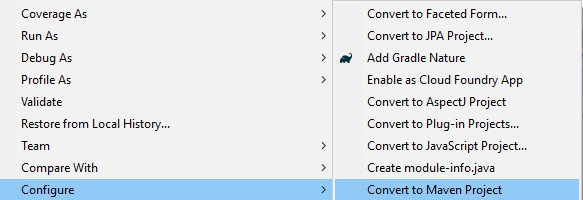 Coverage As
Run As
Debug As
Profile As
Validate
Restore from Local History...
Team
Compare With
Configure
Convert to Faceted Form...
Convert to JPA Project...
Add Gradle Nature
Enable as Cloud Foundry App
Convert to AspectJ Project
Convert to Plug-in Projects...
Convert to JavaScript Project...
Create module-info.java
Convert to Maven Project